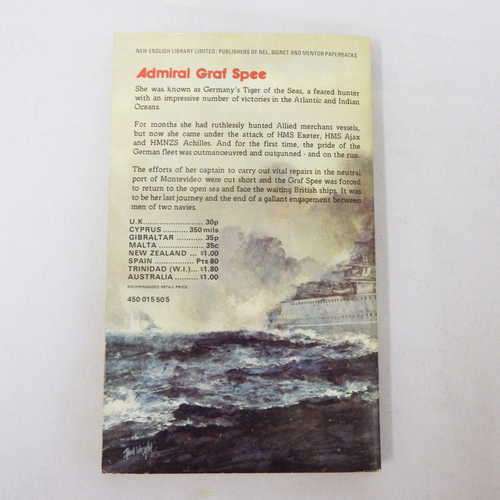 NEW ENGLISH LIBRARY LIMITED: PUBLISHERS OF NEL, SIGNET AND MENTOR PAPERBACKS
Admiral Graf Spee
She was known as Germany's Tiger of the Seas, a feared hunter
with an impressive number of victories in the Atlantic and Indian
Oceans.
For months she had ruthlessly hunted Allied merchant vessels,
but now she came under the attack of HMS Exeter, HMS Ajax
and HMNZS Achilles. And for the first time, the pride of the
German fleet was outmanoeuvred and outgunned - and on the run.
The efforts of her captain to carry out vital repairs in the neutral
port of Montevideo were cut short and the Graf Spee was forced
to return to the open sea and face the waiting British ships. It was
to be her last journey and the end of a gallant engagement between
men of two navies.
U.K. .................... 30p
CYPRUS .......... 350 mils
GIBRALTAR ........... 35p
MALTA ................. 35c
NEW ZEALAND ... $1.00
SPAIN ................ Pts 80
TRINIDAD (W.I.)... $1.80
AUSTRALIA .......... $1.00
RECOMMENDED RETAIL PRICE
450 015 50 5